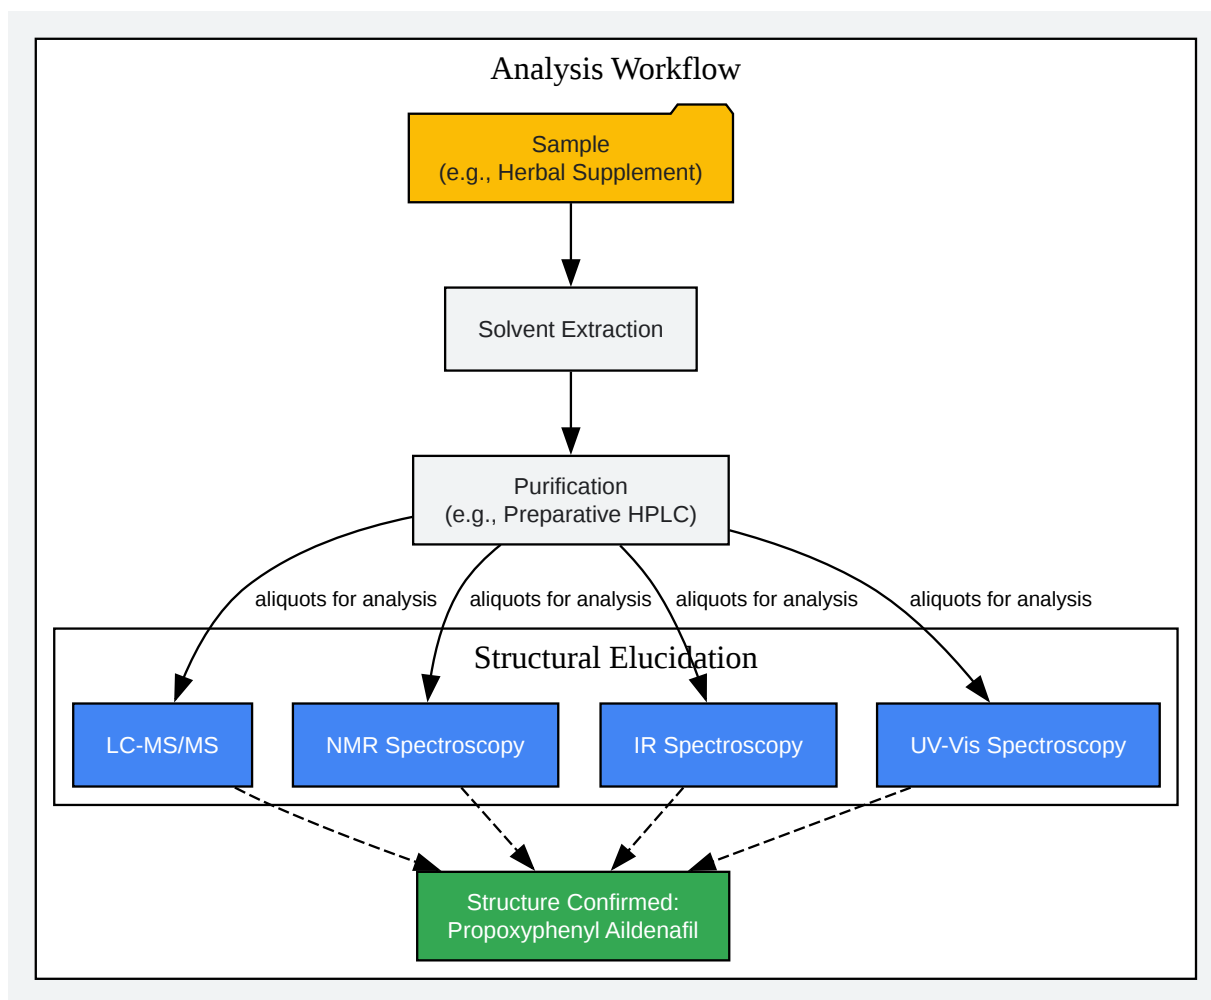 Analysis Workflow
Sample
(e.g., Herbal Supplement)
Solvent Extraction
Purification
(e.g., Preparative HPLC)
aliquots for analysis
aliquots for analysis
aliquots for analysis
aliquots for analysis
Structural Elucidation
LC-MS/MS
NMR Spectroscopy
IR Spectroscopy
UV-Vis Spectroscopy
Structure Confirmed:
Propoxyphenyl Aildenafil